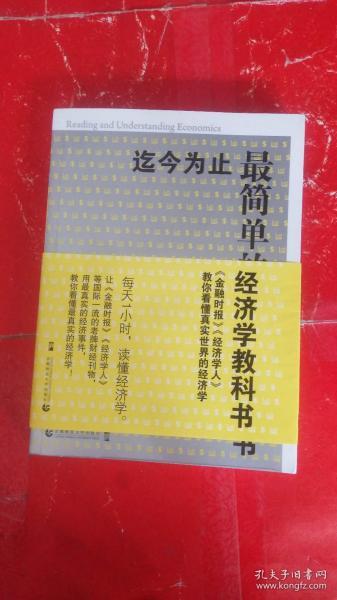 Reading and Understanding Economics
迄今为止
最简单的
经济学教科书
书
《金融时报》《经济学人》
教你看懂真实世界的经济学
每天1小时，读懂经济学。
让《金融时报》《经济学人》
等国际一流的老牌财经刊物，
用最真实的经济事件，
教你看懂最真实的经济学！
孔夫子旧书网
www.kongfz.com